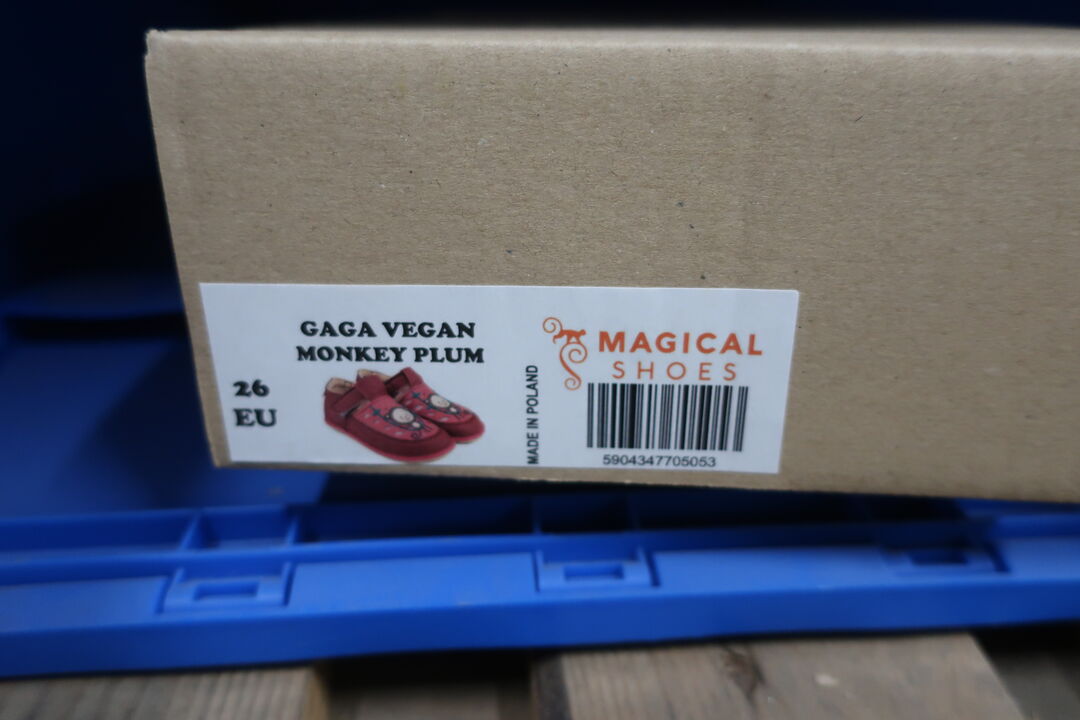 GAGA VEGAN
MONKEY PLUM
26
EU
MADE IN POLAND
MAGICAL
SHOES
5904347705053